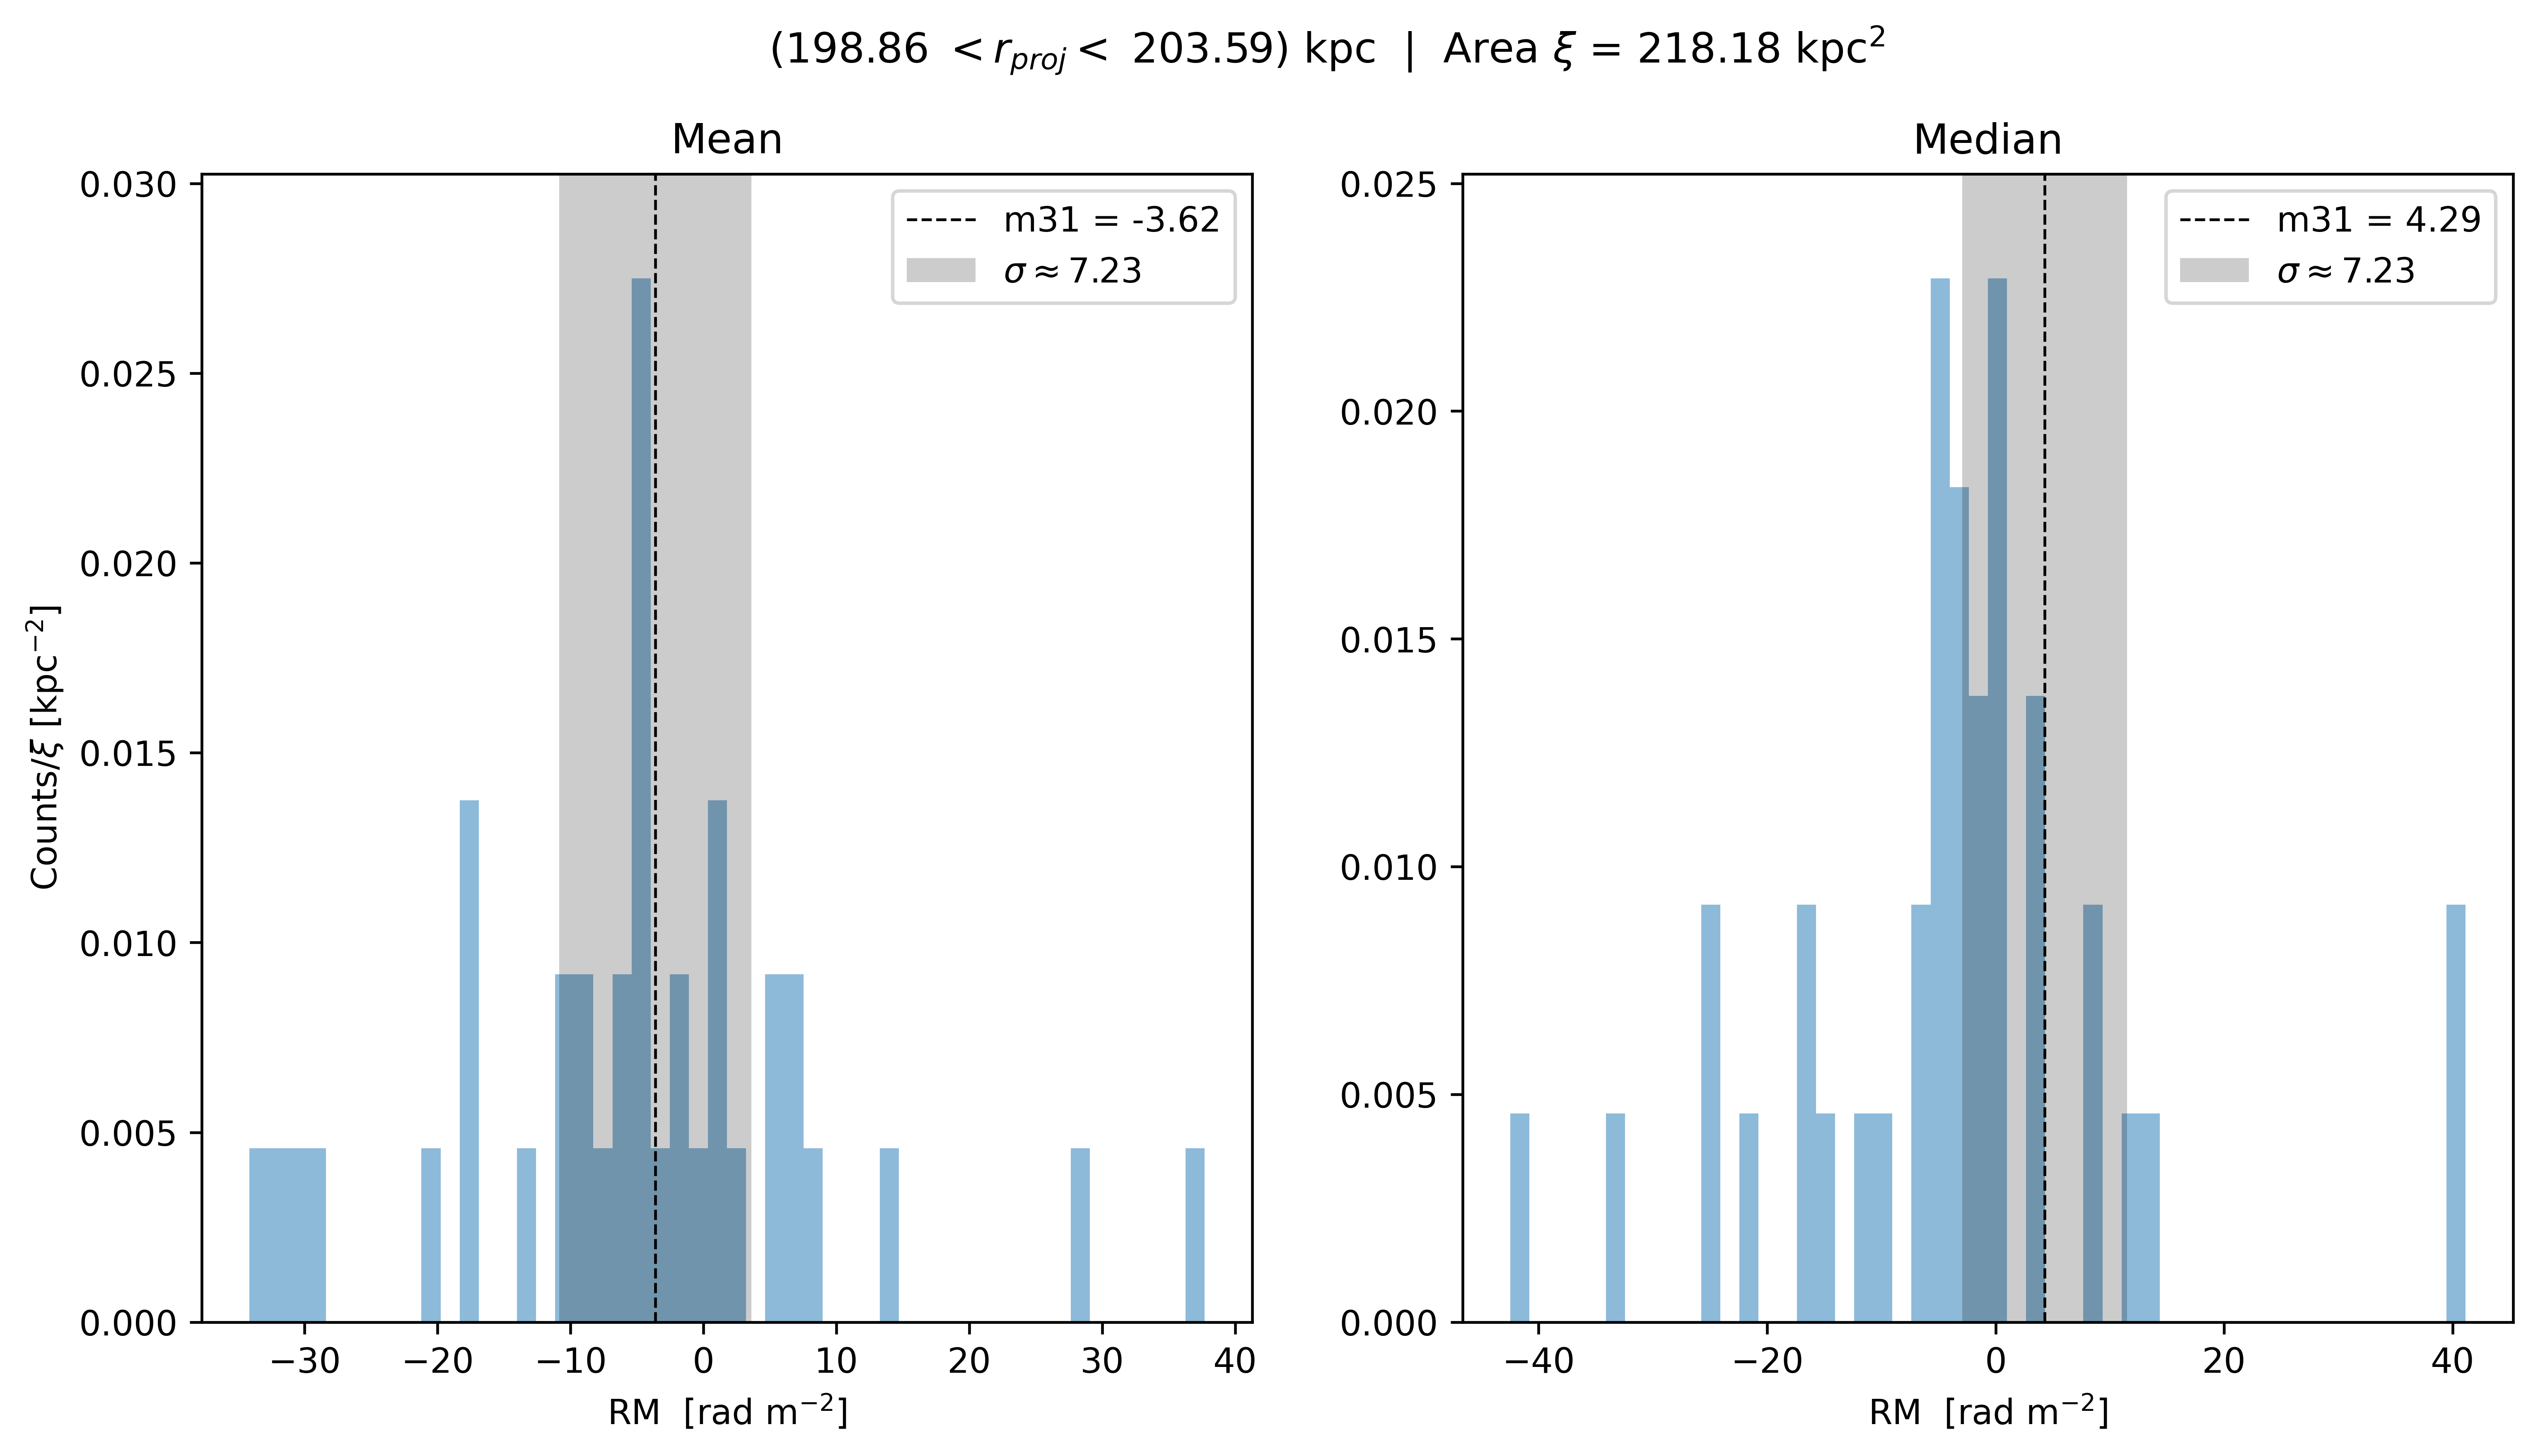 (198.86 < r_proj < 203.59) kpc | Area ξ = 218.18 kpc²
Mean
0.030
0.025
0.020
0.015
0.010
0.005
0.000
Counts/ξ [kpc⁻²]
m31 = -3.62
σ ≈ 7.23
−30 −20 −10 0 10 20 30 40
RM [rad m⁻²]
Median
0.025
0.020
0.015
0.010
0.005
0.000
m31 = 4.29
σ ≈ 7.23
−40 −20 0 20 40
RM [rad m⁻²]